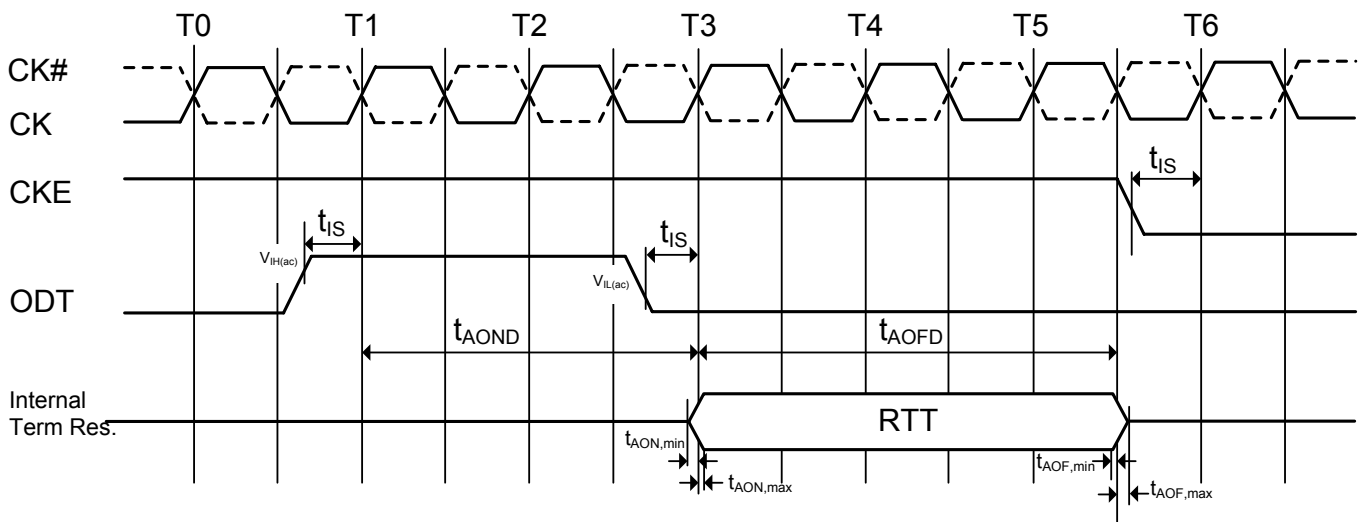 T0 T1 T2 T3 T4 T5 T6
CK#
CK
CKE
tIS
tIS
tIS
VIH(ac)
VIL(ac)
ODT
tAOND
tAOFD
Internal
Term Res.
RTT
tAON,min
tAOF,min
tAON,max
tAOF,max